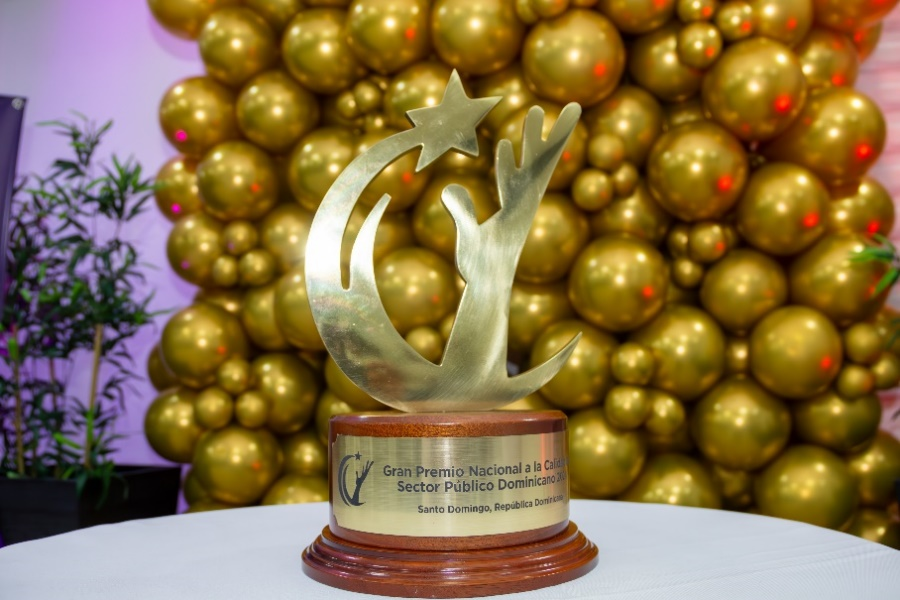 Gran Premio Nacional a la
Sector Público Dominicano
Santo Domingo, República